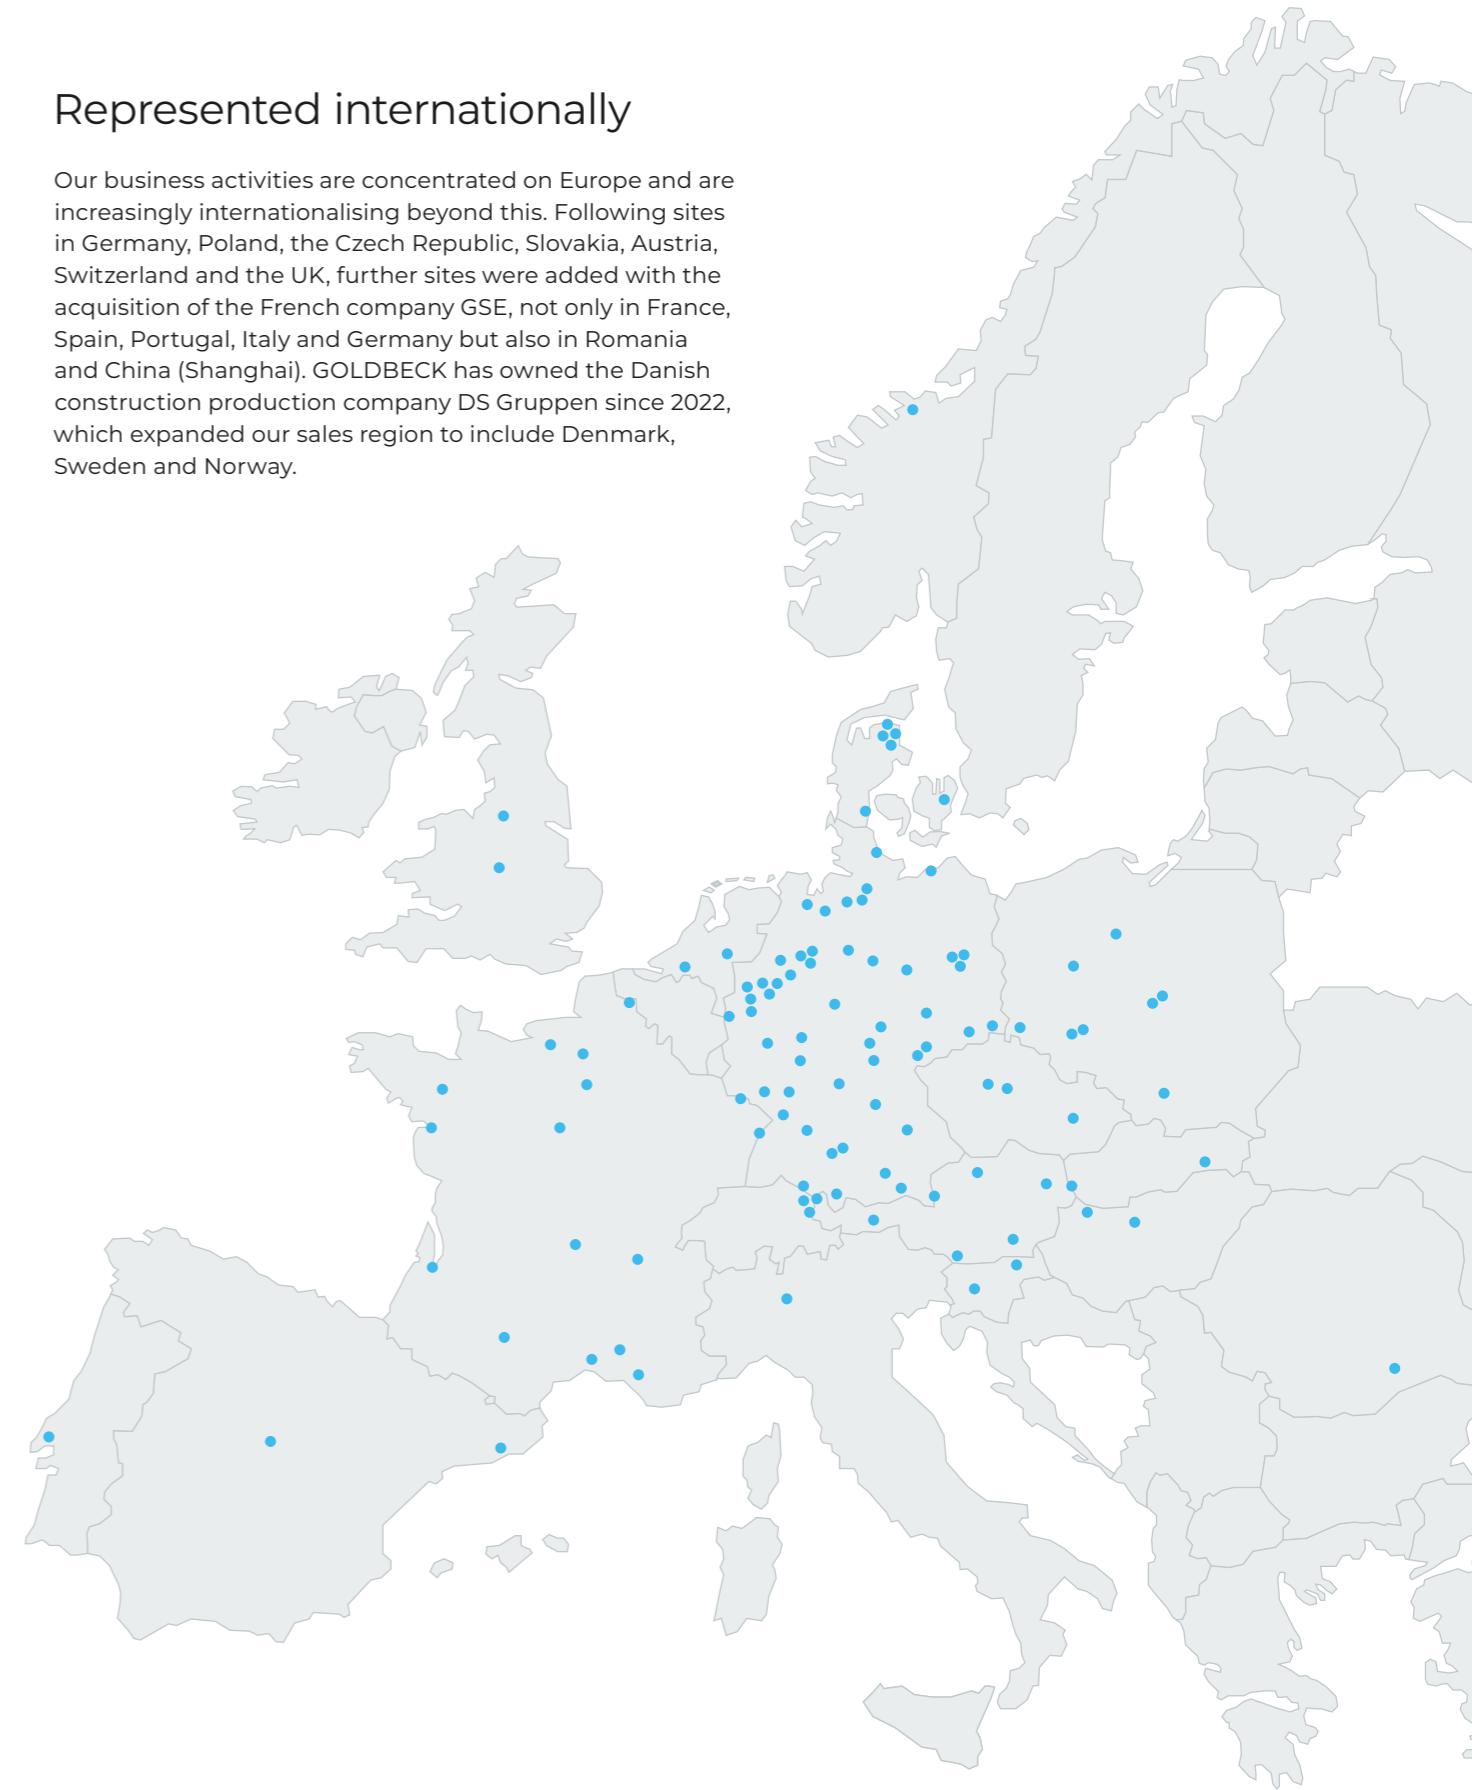 Represented internationally
Our business activities are concentrated on Europe and are
increasingly internationalising beyond this. Following sites
in Germany, Poland, the Czech Republic, Slovakia, Austria,
Switzerland and the UK, further sites were added with the
acquisition of the French company GSE, not only in France,
Spain, Portugal, Italy and Germany but also in Romania
and China (Shanghai). GOLDBECK has owned the Danish
construction production company DS Gruppen since 2022,
which expanded our sales region to include Denmark,
Sweden and Norway.